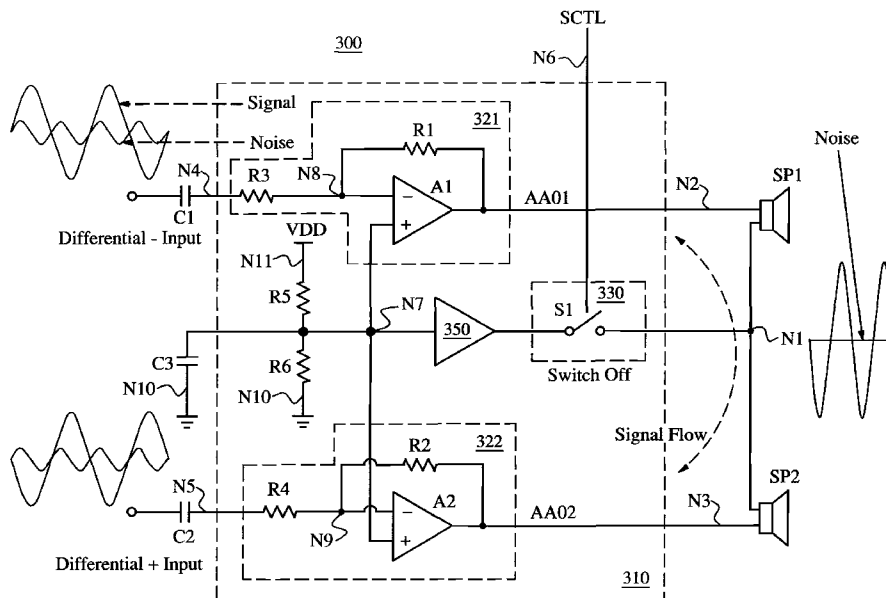 SCTL
300
N6
Signal
321
R1
Noise
Noise
N4
R3
N8
SP1
A1
AA01
N2
C1
Differential - Input
VDD
N11
330
R5
S1
N7
350
N1
C3
R6
Switch Off
N10
N10
Signal Flow
322
R2
SP2
N5
R4
A2
AA02
N3
C2
N9
Differential + Input
310